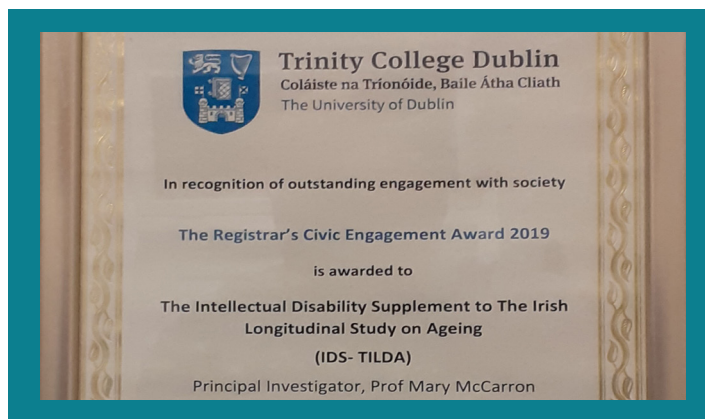 Trinity College Dublin
Coláiste na Tríonóide, Baile Átha Cliath
The University of Dublin
In recognition of outstanding engagement with society
The Registrar's Civic Engagement Award 2019
is awarded to
The Intellectual Disability Supplement to The Irish
Longitudinal Study on Ageing
(IDS- TILDA)
Principal Investigator, Prof Mary McCarron